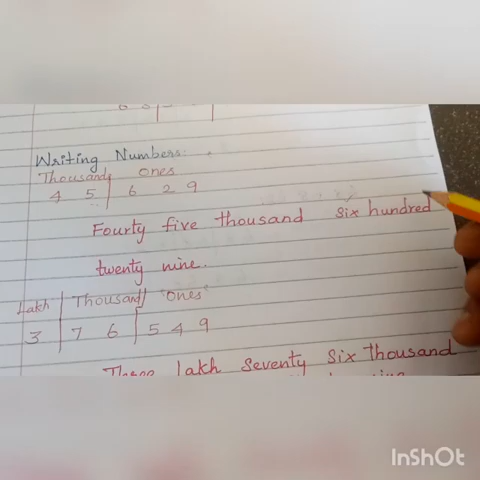 Writing Numbers:
Thousands Ones
4 5 6 2 9
Fourty five thousand six hundred
twenty nine.
Lakh Thousand Ones
3 7 6 5 4 9
Three lakh seventy six thousand
InShOt